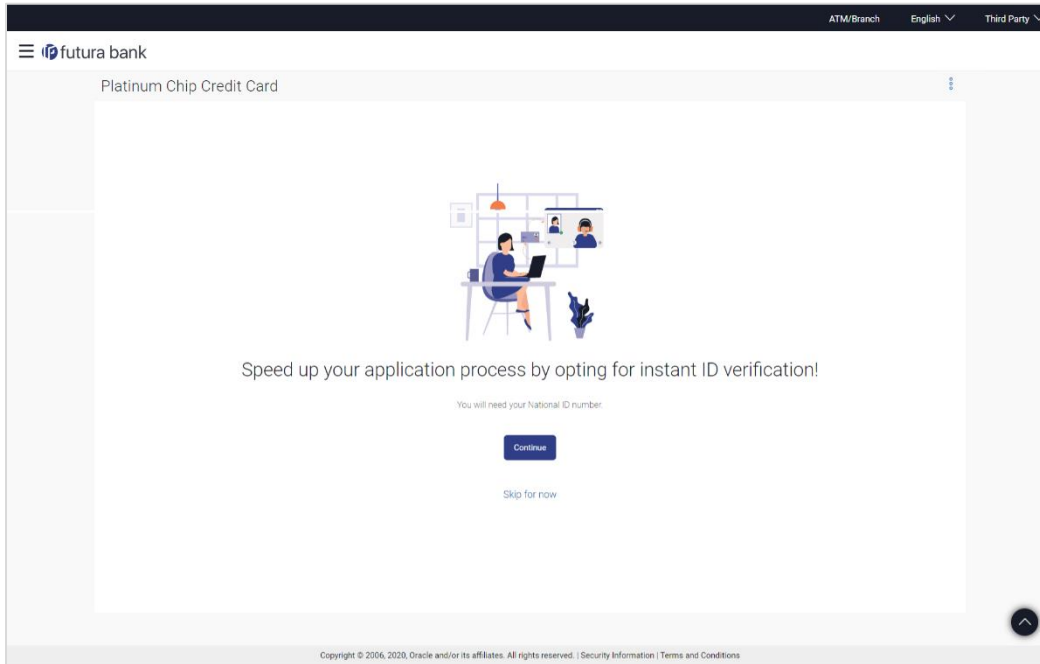 ATM/Branch English Third Party
futura bank
Platinum Chip Credit Card
Speed up your application process by opting for instant ID verification!
You will need your National ID number.
Continue
Skip for now
Copyright © 2006, 2020, Oracle and/or its affiliates. All rights reserved. | Security Information | Terms and Conditions